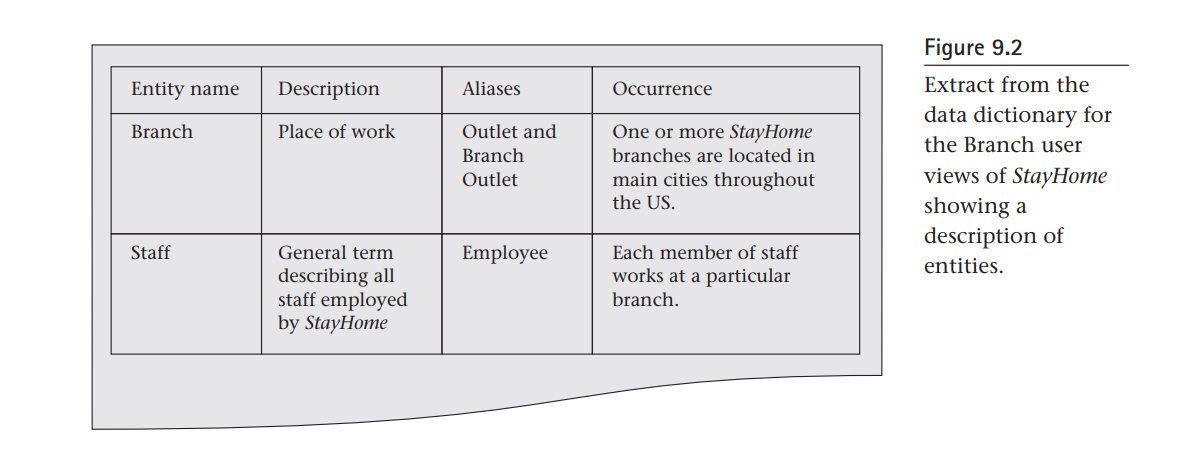 Entity name Description Aliases Occurrence
Branch Place of work Outlet and One or more StayHome
Branch branches are located in
Outlet main cities throughout
the US.
Staff General term Employee Each member of staff
describing all works at a particular
staff employed branch.
by StayHome
Figure 9.2
Extract from the
data dictionary for
the Branch user
views of StayHome
showing a
description of
entities.